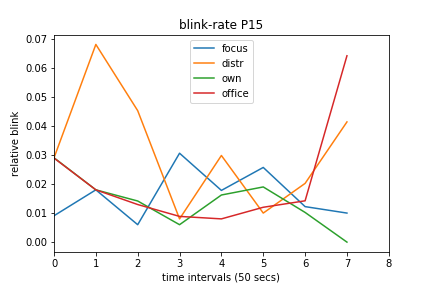 blink-rate P15
relative blink
0.07
0.06
0.05
0.04
0.03
0.02
0.01
0.00
focus
distr
own
office
0 1 2 3 4 5 6 7 8
time intervals (50 secs)